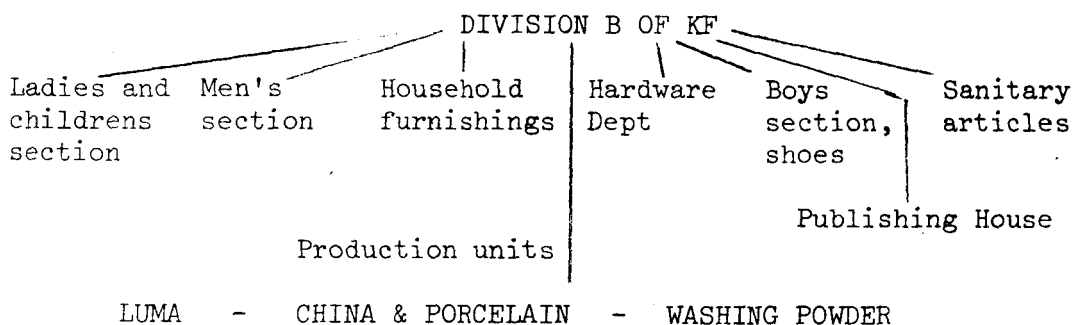 DIVISION B OF KF
Ladies and childrens section
Men's section
Household furnishings
Hardware Dept
Boys section, shoes
Sanitary articles
Publishing House
Production units
LUMA - CHINA & PORCELAIN - WASHING POWDER